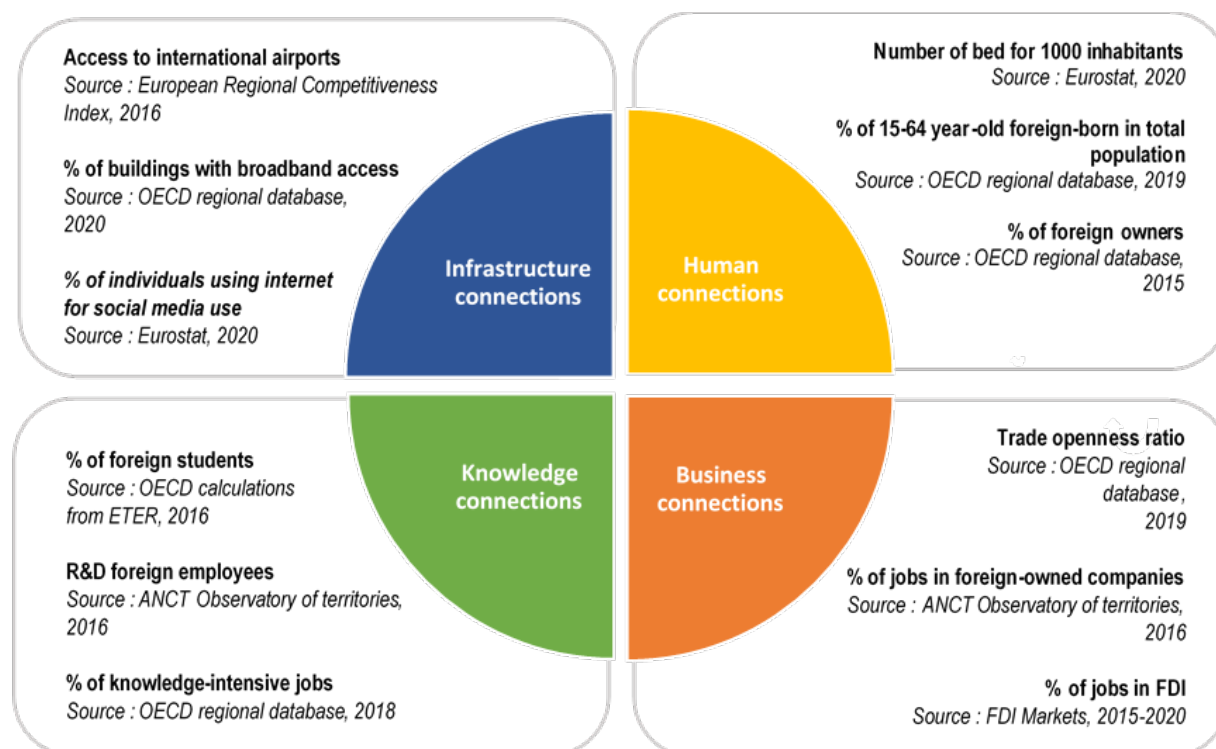 Access to international airports
Source : European Regional Competitiveness
Index, 2016
% of buildings with broadband access
Source : OECD regional database,
2020
% of individuals using internet
for social media use
Source : Eurostat, 2020
Infrastructure
connections
Number of bed for 1000 inhabitants
Source : Eurostat, 2020
% of 15-64 year-old foreign-born in total
population
Source : OECD regional database, 2019
% of foreign owners
Source : OECD regional database,
2015
Human
connections
% of foreign students
Source : OECD calculations
from ETER, 2016
R&D foreign employees
Source : ANCT Observatory of territories,
2016
% of knowledge-intensive jobs
Source : OECD regional database, 2018
Knowledge
connections
Business
connections
Trade openness ratio
Source : OECD regional
database ,
2019
% of jobs in foreign-owned companies
Source : ANCT Observatory of territories,
2016
% of jobs in FDI
Source : FDI Markets, 2015-2020